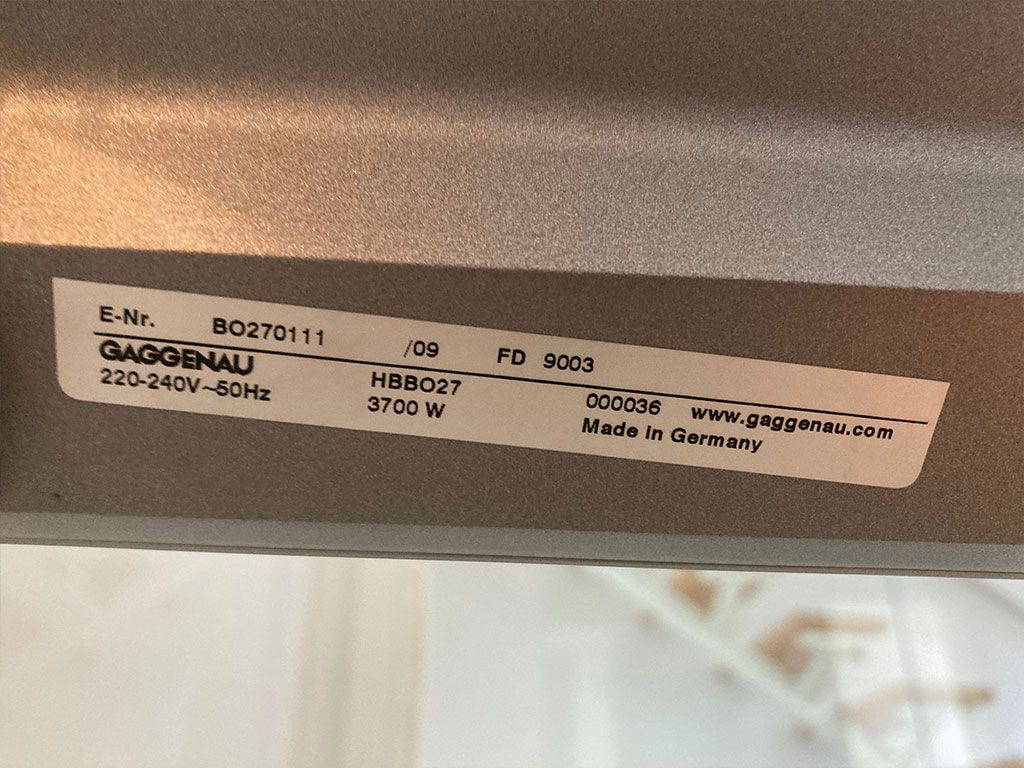 E-Nr. BO270111 /09 FD 9003
GAGGENAU HBBO27 000036 www.gaggenau.com
220-240V~50Hz 3700 W Made in Germany